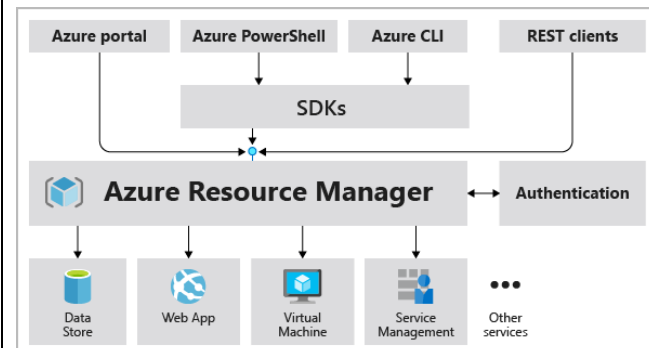 Azure portal
Azure PowerShell
Azure CLI
REST clients
SDKs
Azure Resource Manager
Authentication
Data
Store
Web App
Virtual
Machine
Service
Management
Other
services